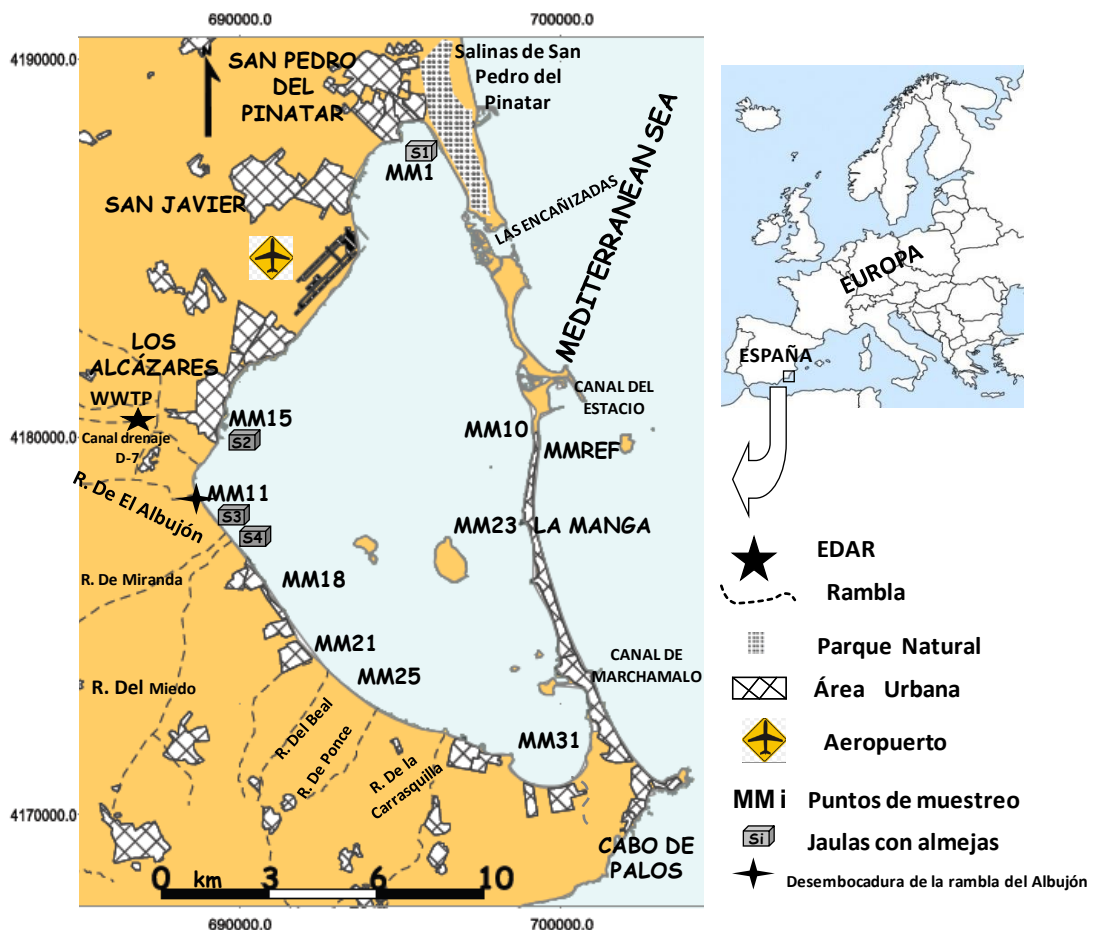 690000.0
700000.0
4190000.0
N
SAN PEDRO
DEL
PINATAR
Salinas de San
Pedro del
Pinatar
S1
MM1
MEDITERRANEAN SEA
LAS ENCAÑIZADAS
SAN JAVIER
LOS
ALCÁZARES
WWTP
Canal drenaje
D-7
4180000.0
MM15
S2
CANAL DEL
ESTACIO
MM10
MMREF
R. De El Albujón
MM11
S3
S4
MM23
LA MANGA
R. De Miranda
MM18
MM21
MM25
CANAL DE
MARCHAMALO
R. Del Miedo
R. Del Beal
R. De Ponce
R. De la
Carrasquilla
MM31
4170000.0
CABO DE
PALOS
0 km 3 6 10
690000.0
700000.0
EUROPA
ESPAÑA
EDAR
Rambla
Parque Natural
Área Urbana
Aeropuerto
MM i Puntos de muestreo
Si Jaulas con almejas
Desembocadura de la rambla del Albujón